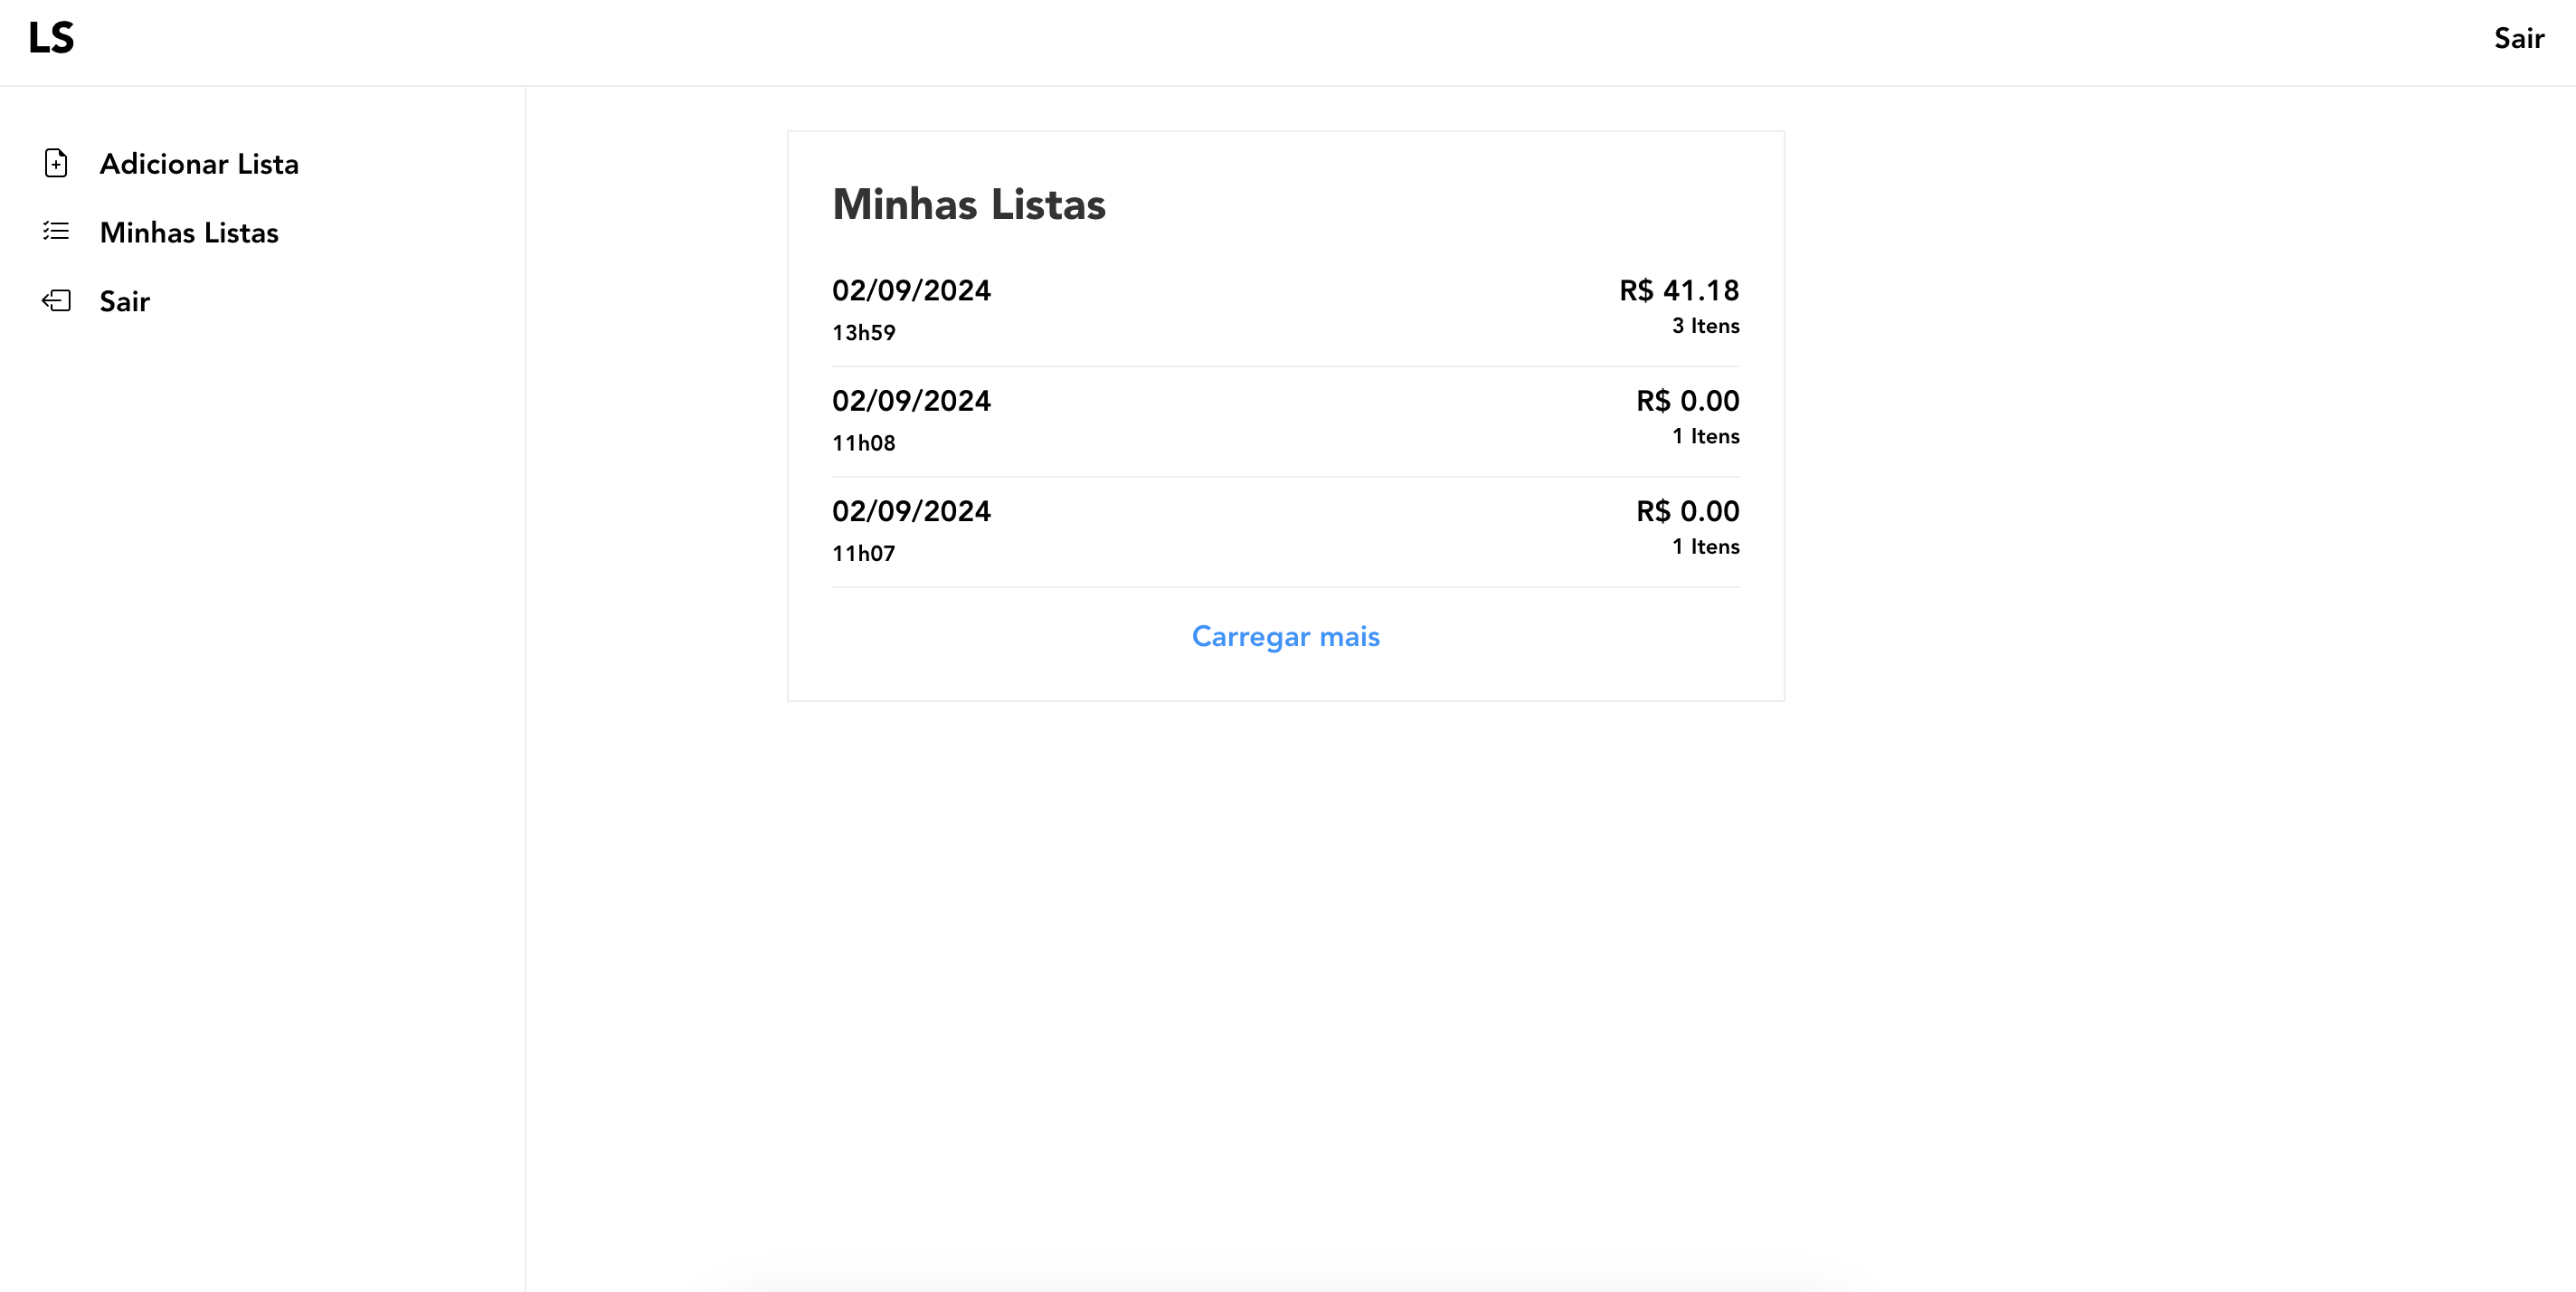 LS
Sair
Adicionar Lista
Minhas Listas
Sair
Minhas Listas
02/09/2024
R$ 41.18
13h59
3 Itens
02/09/2024
R$ 0.00
11h08
1 Itens
02/09/2024
R$ 0.00
11h07
1 Itens
Carregar mais